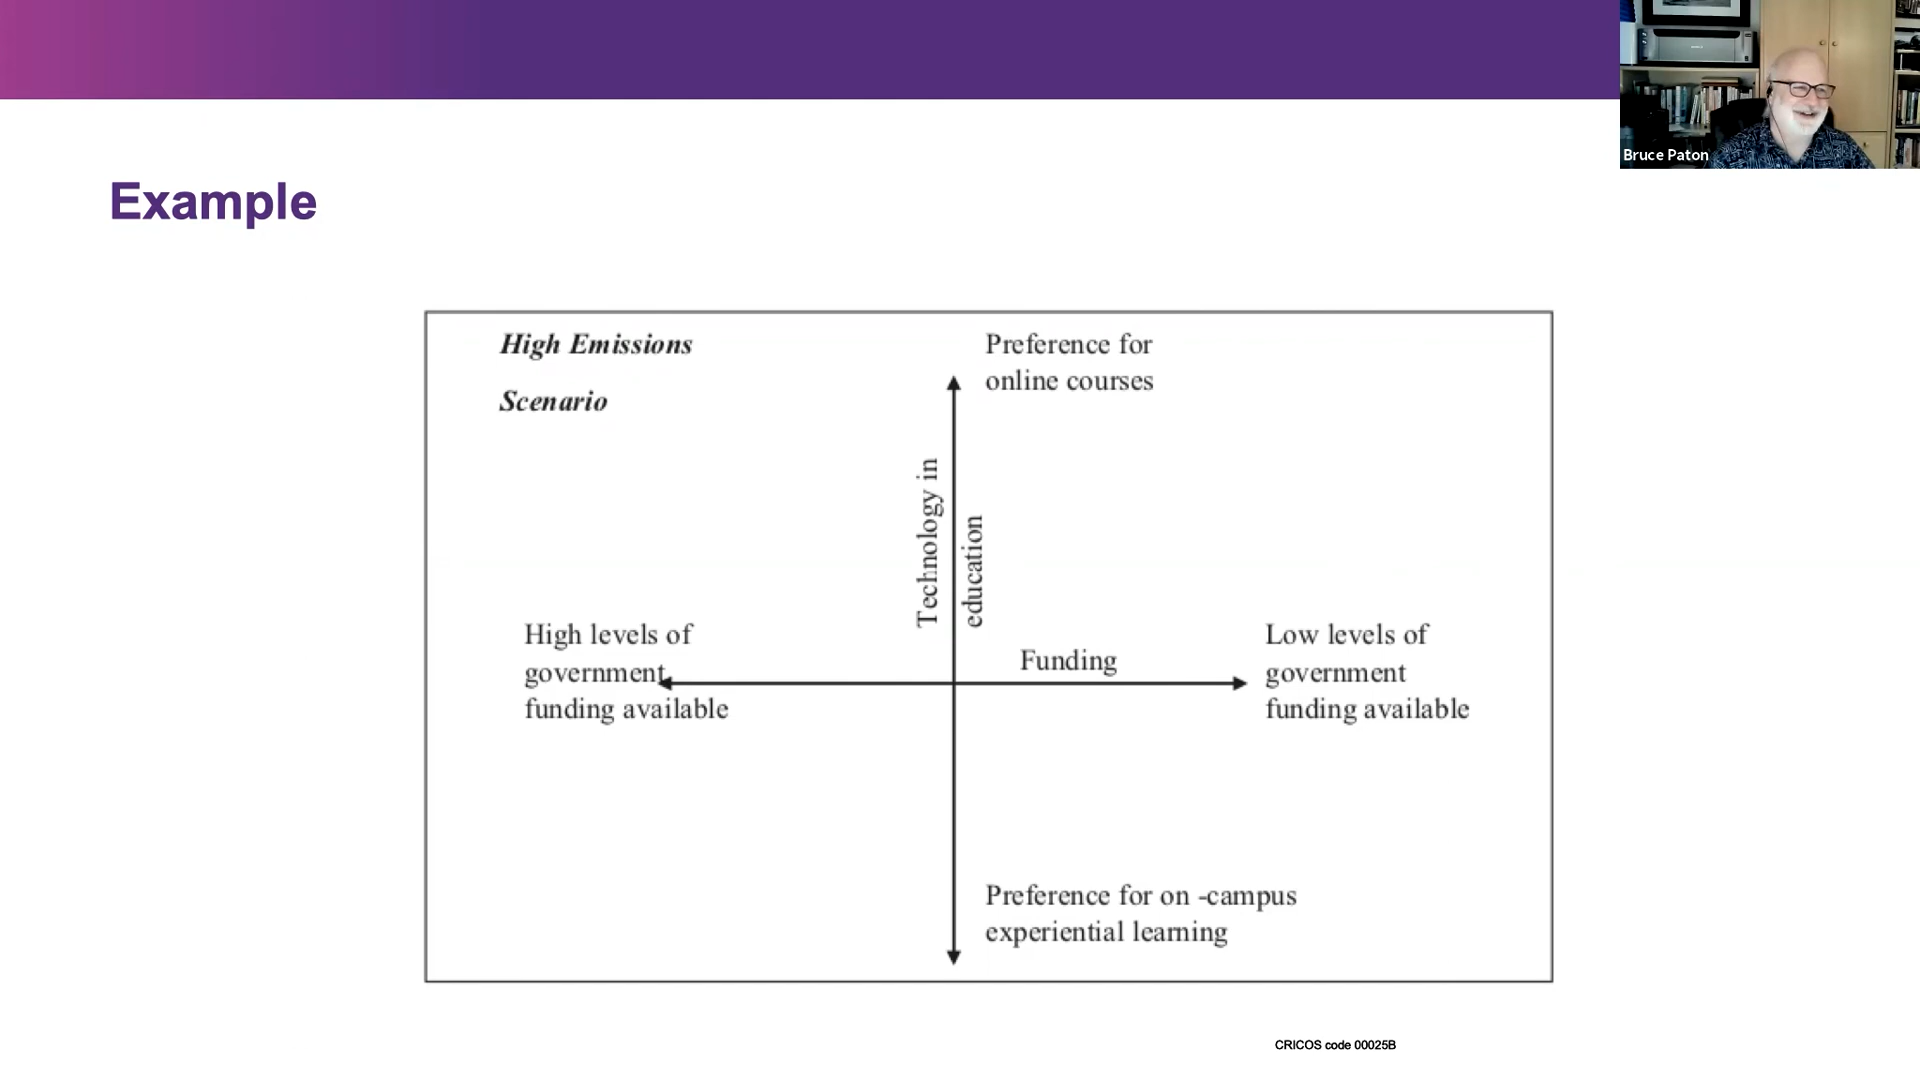 Bruce Paton
Example
High Emissions
Scenario
Preference for
online courses
Technology in
education
High levels of
government
funding available
Funding
Low levels of
government
funding available
Preference for on -campus
experiential learning
CRICOS code 00025B